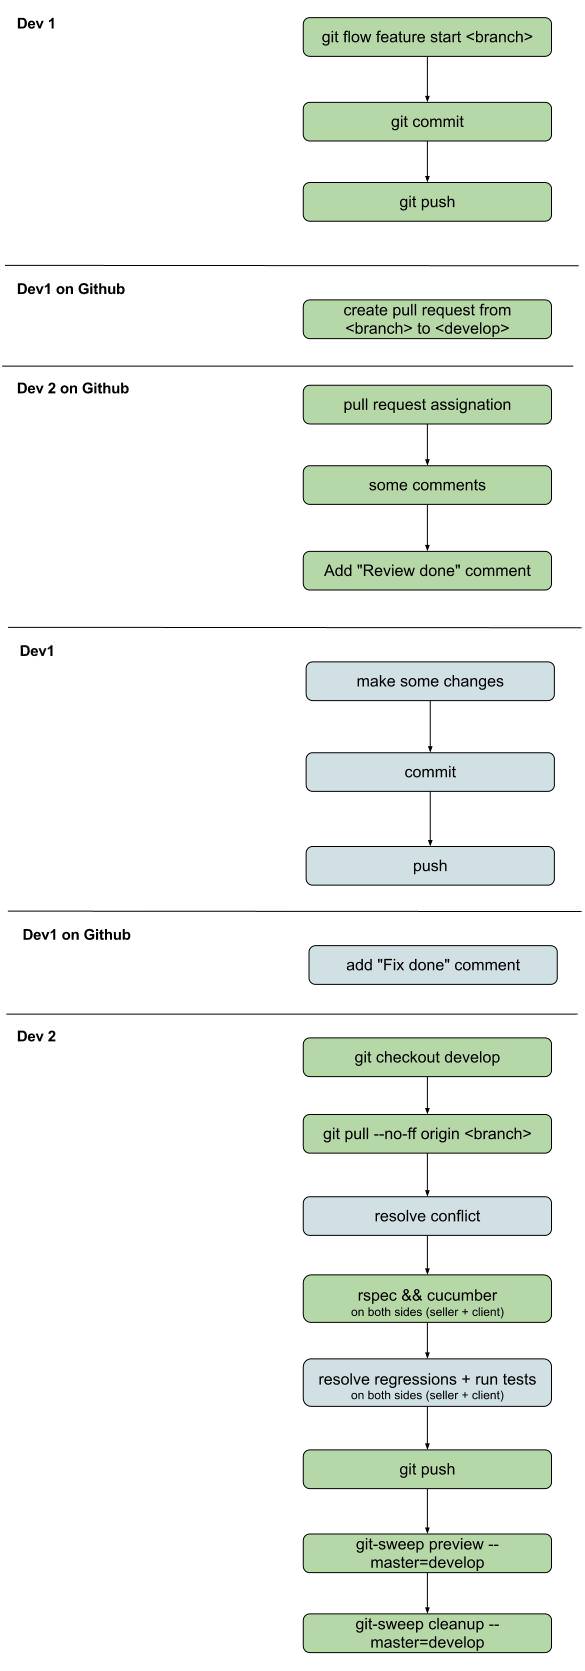 Dev 1
git flow feature start <branch>
git commit
git push
Dev1 on Github
create pull request from
<branch> to <develop>
Dev 2 on Github
pull request assignation
some comments
Add "Review done" comment
Dev1
make some changes
commit
push
Dev1 on Github
add "Fix done" comment
Dev 2
git checkout develop
git pull --no-ff origin <branch>
resolve conflict
rspec && cucumber
on both sides (seller + client)
resolve regressions + run tests
on both sides (seller + client)
git push
git-sweep preview --
master=develop
git-sweep cleanup --
master=develop